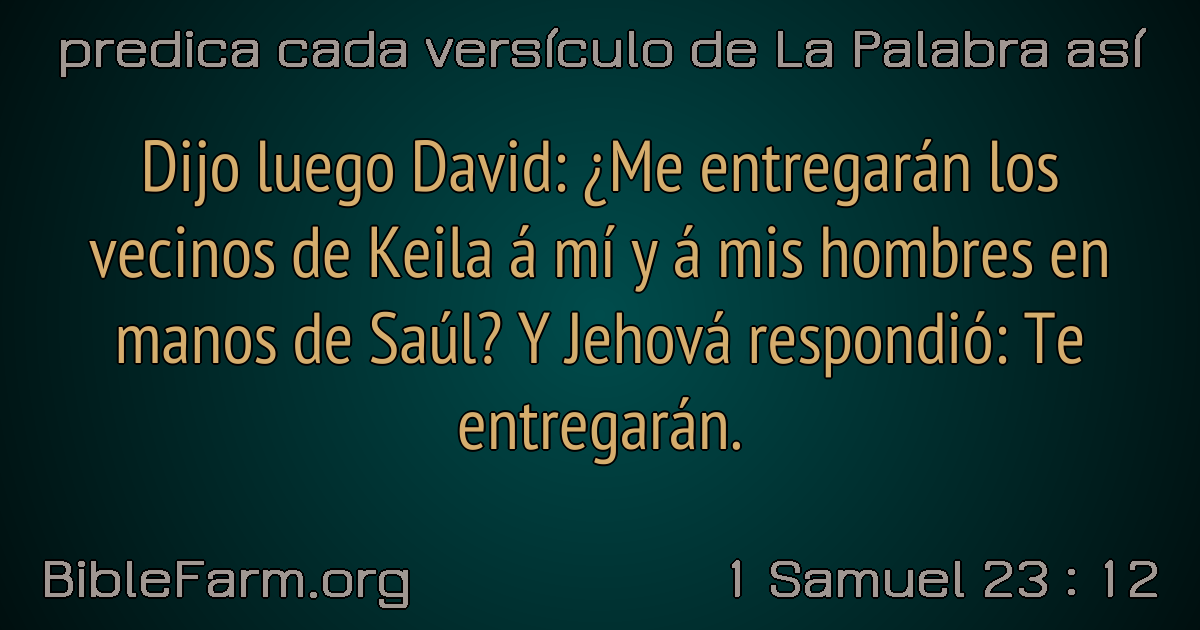 predica cada versículo de La Palabra así
Dijo luego David: ¿Me entregarán los
vecinos de Keila á mí y á mis hombres en
manos de Saúl? Y Jehová respondió: Te
entregarán.
BibleFarm.org
1 Samuel 23 : 12